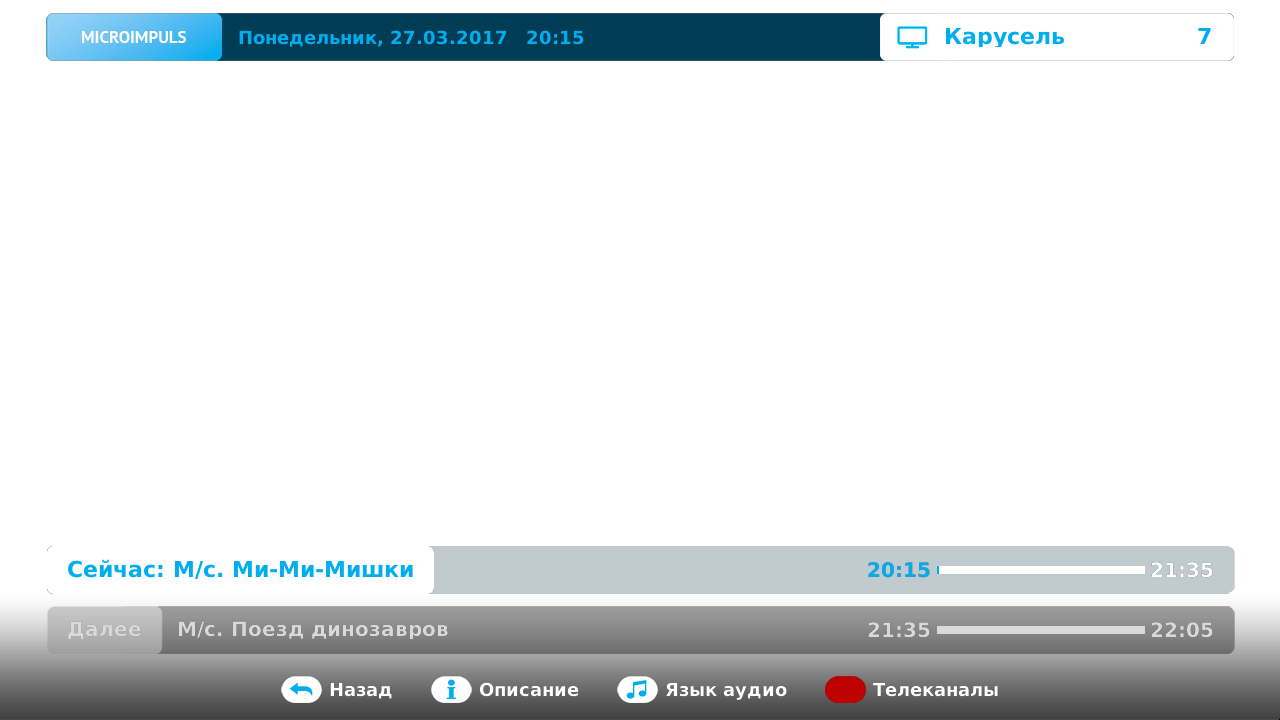 MICROIMPULS Понедельник, 27.03.2017 20:15 Карусель 7
Сейчас: М/с. Ми-Ми-Мишки 20:15 21:35
Далее М/с. Поезд динозавров 21:35 22:05
Назад Описание Язык аудио Телеканалы